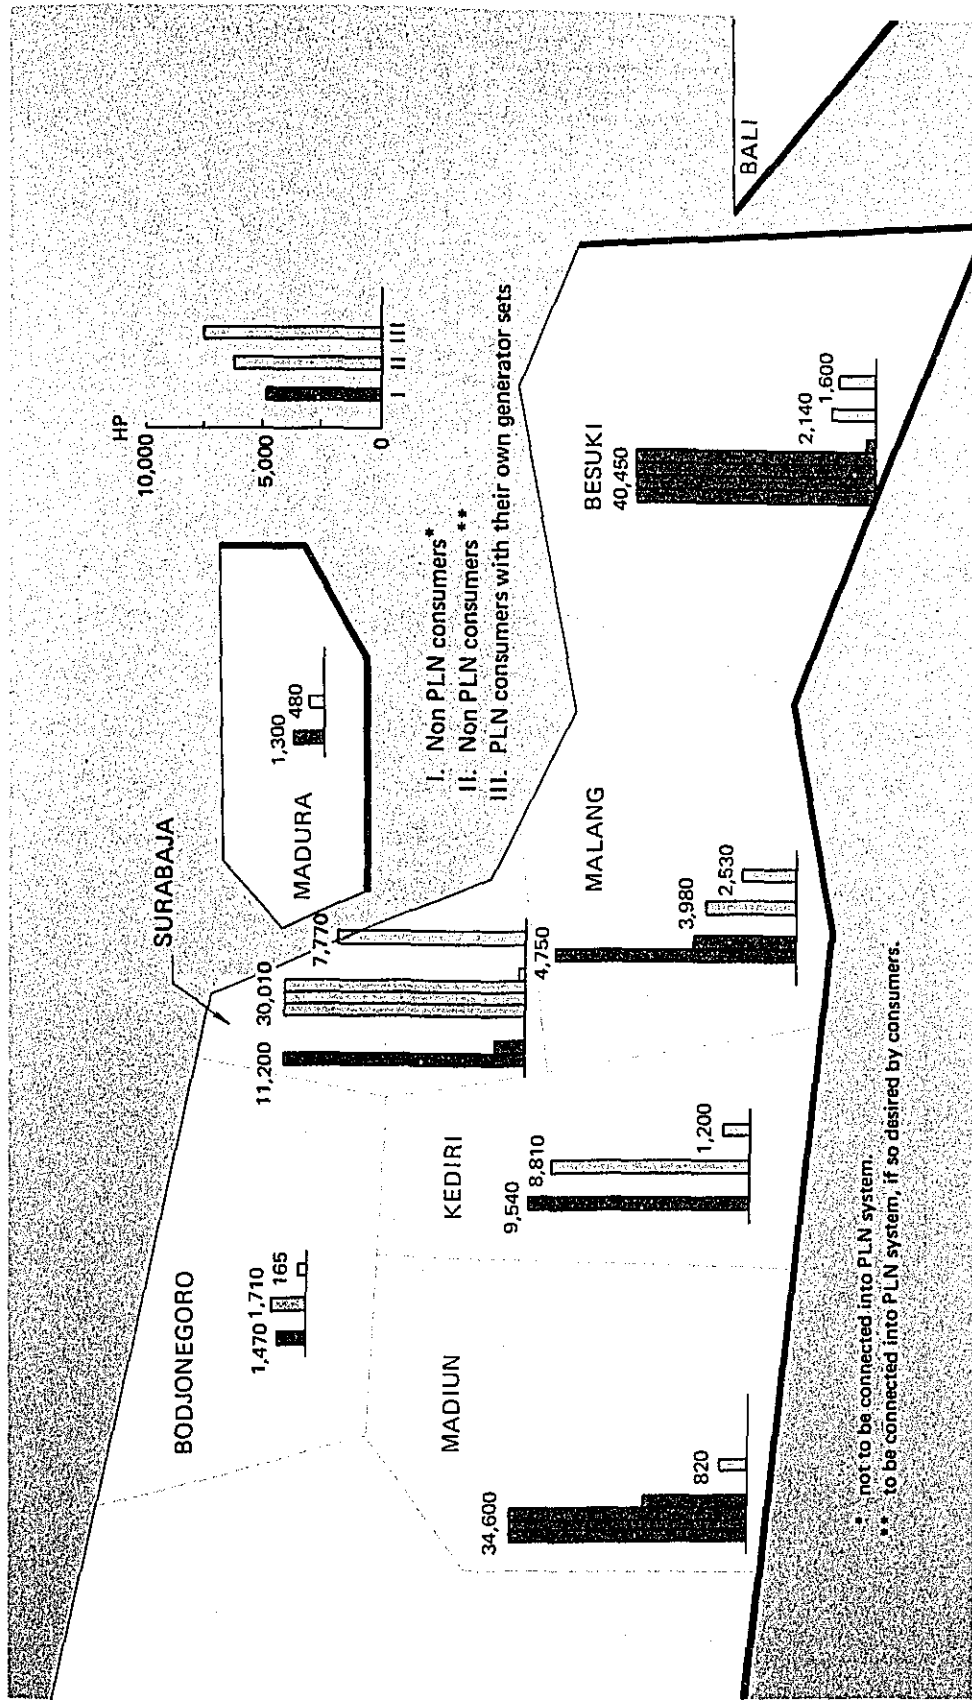 SURABAJA
HP
10,000
5,000
0
I II III
BODJONEGORO
1,470 1,710 165
11,200 30,010 7,770
MADURA
1,300 480
I. Non PLN consumers *
II. Non PLN consumers **
III. PLN consumers with their own generator sets
MADIUN
34,600 820
KEDIRI
9,540 8,810 1,200
MALANG
4,750 3,980 2,530
BESUKI
40,450 2,140 1,600
BALI
* not to be connected into PLN system.
** to be connected into PLN system, if so desired by consumers.